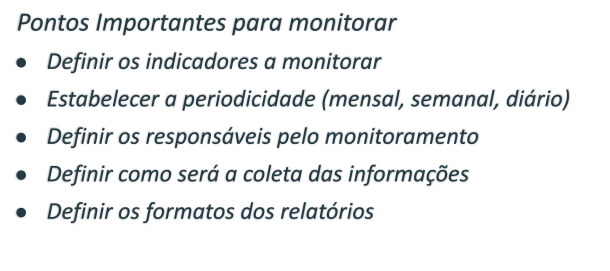 Pontos Importantes para monitorar
● Definir os indicadores a monitorar
● Estabelecer a periodicidade (mensal, semanal, diário)
● Definir os responsáveis pelo monitoramento
● Definir como será a coleta das informações
● Definir os formatos dos relatórios